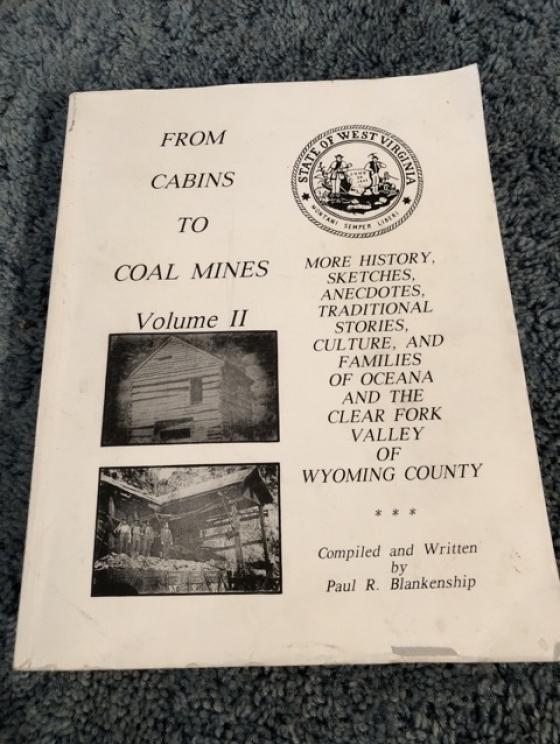 FROM
CABINS
TO
COAL MINES
Volume II
STATE OF WEST VIRGINIA
MONTANI SEMPER LIBERI
MORE HISTORY,
SKETCHES,
ANECDOTES,
TRADITIONAL
STORIES,
CULTURE, AND
FAMILIES
OF OCEANA
AND THE
CLEAR FORK
VALLEY
OF
WYOMING COUNTY
* * *
Compiled and Written
by
Paul R. Blankenship